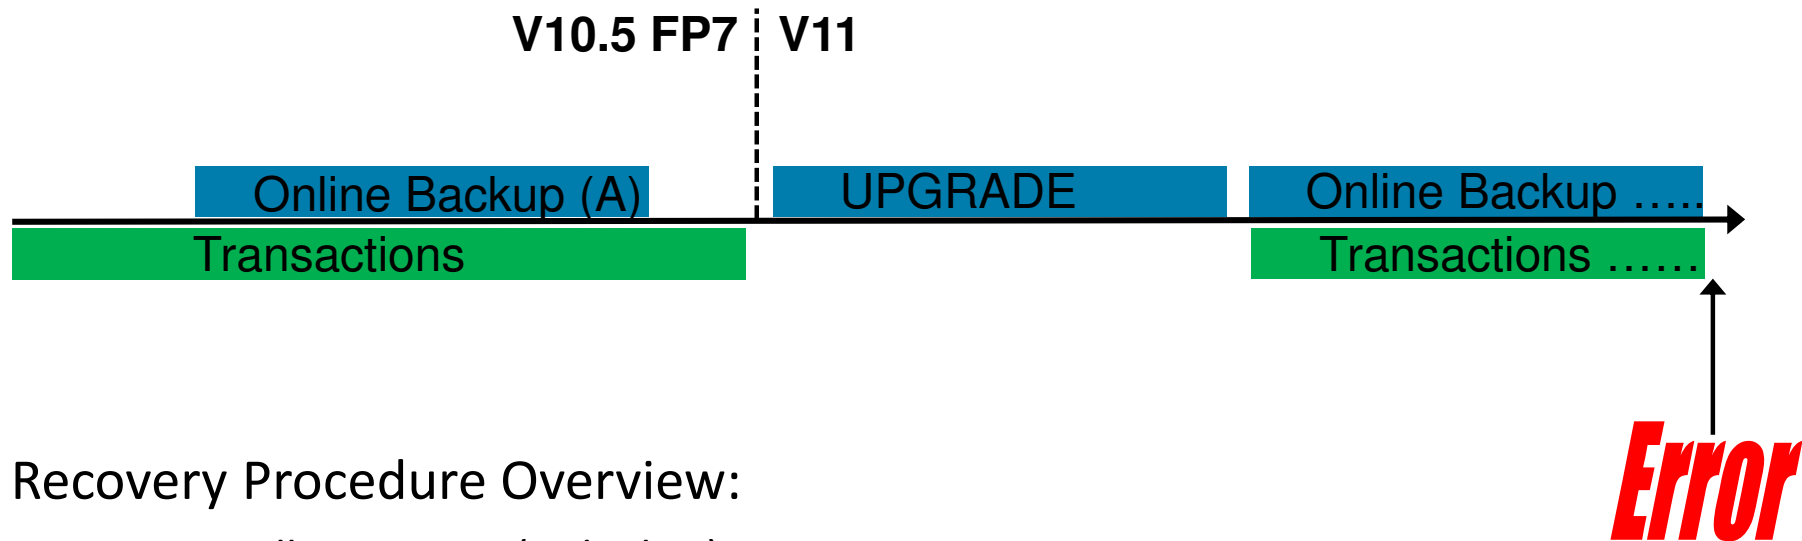 V10.5 FP7 V11
Online Backup (A) UPGRADE Online Backup …..
Transactions Transactions ……
Error
Recovery Procedure Overview: